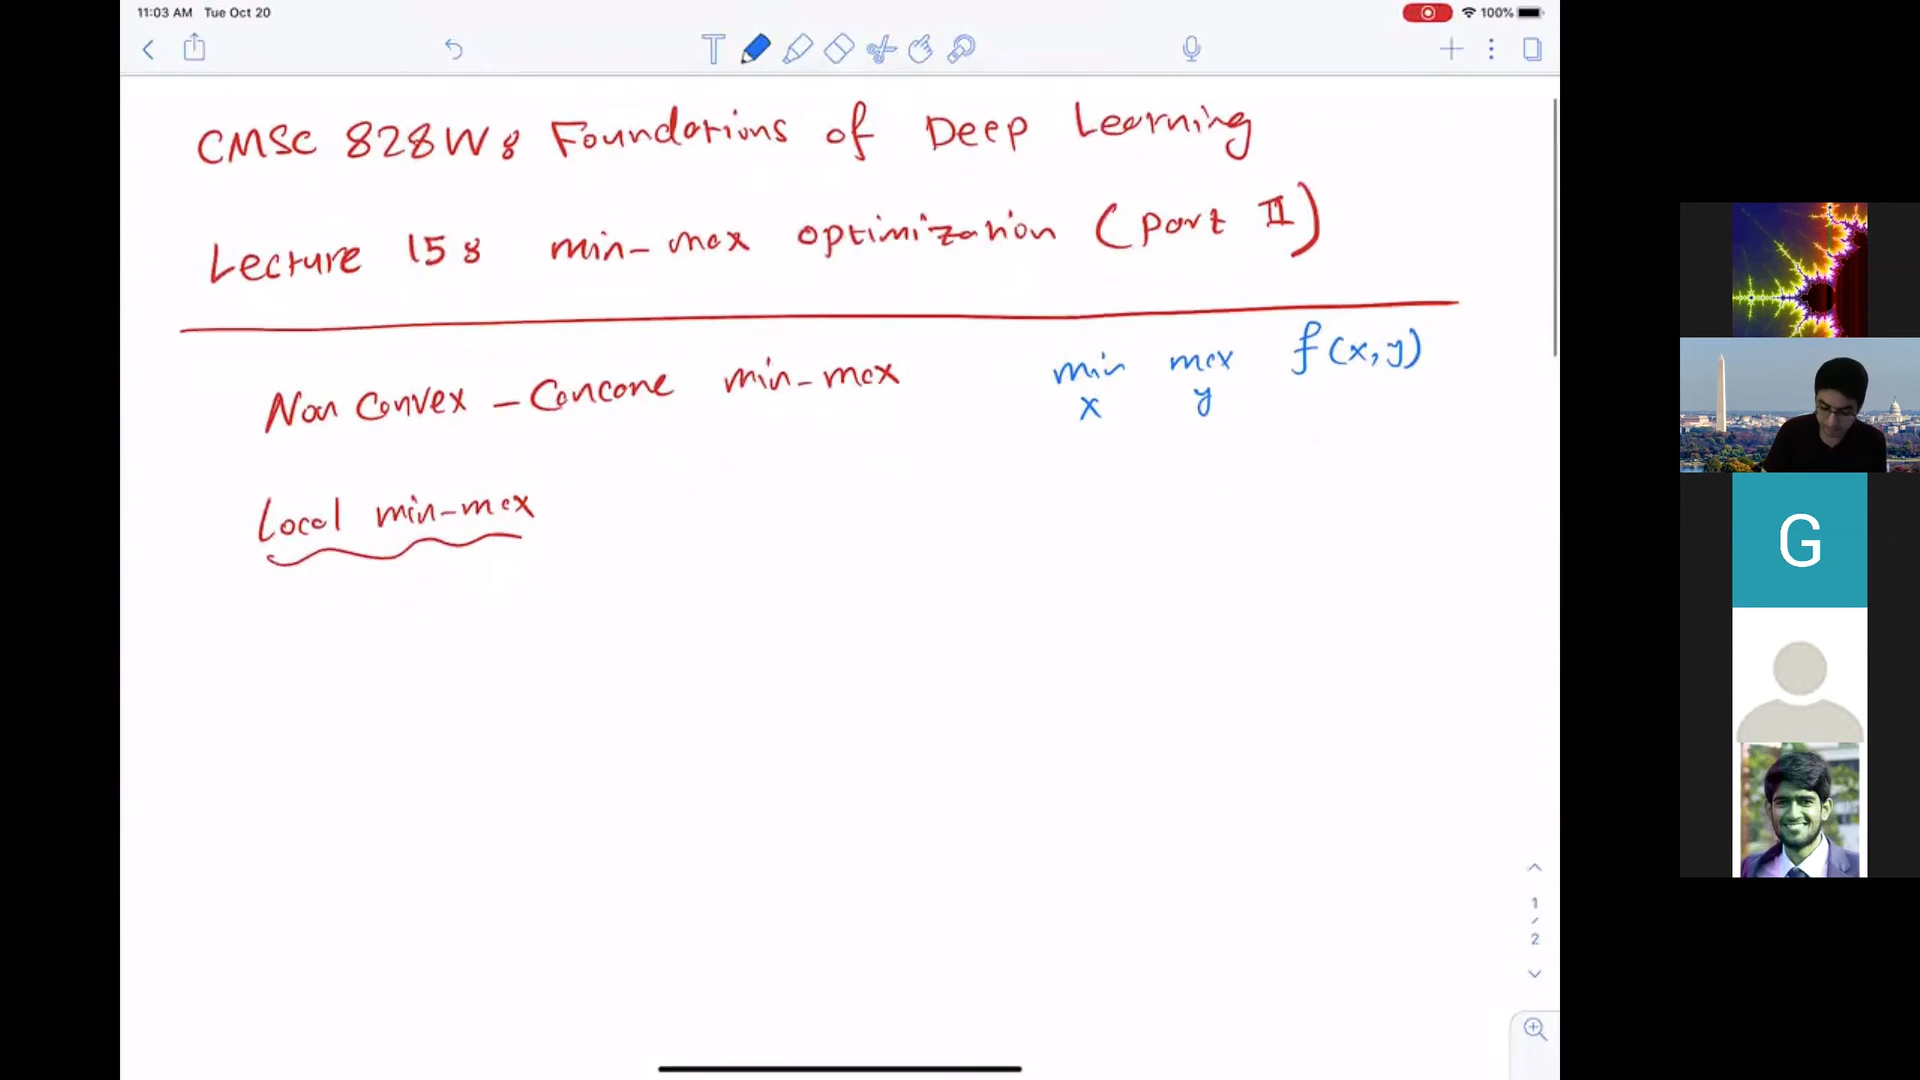 11:03 AM Tue Oct 20
100%
CMSC 828W: Foundations of Deep Learning
Lecture 15: min-max optimization (part II)
Non Convex - Concave min-max
min max f(x,y)
x y
Local min-max
G
1
/
2